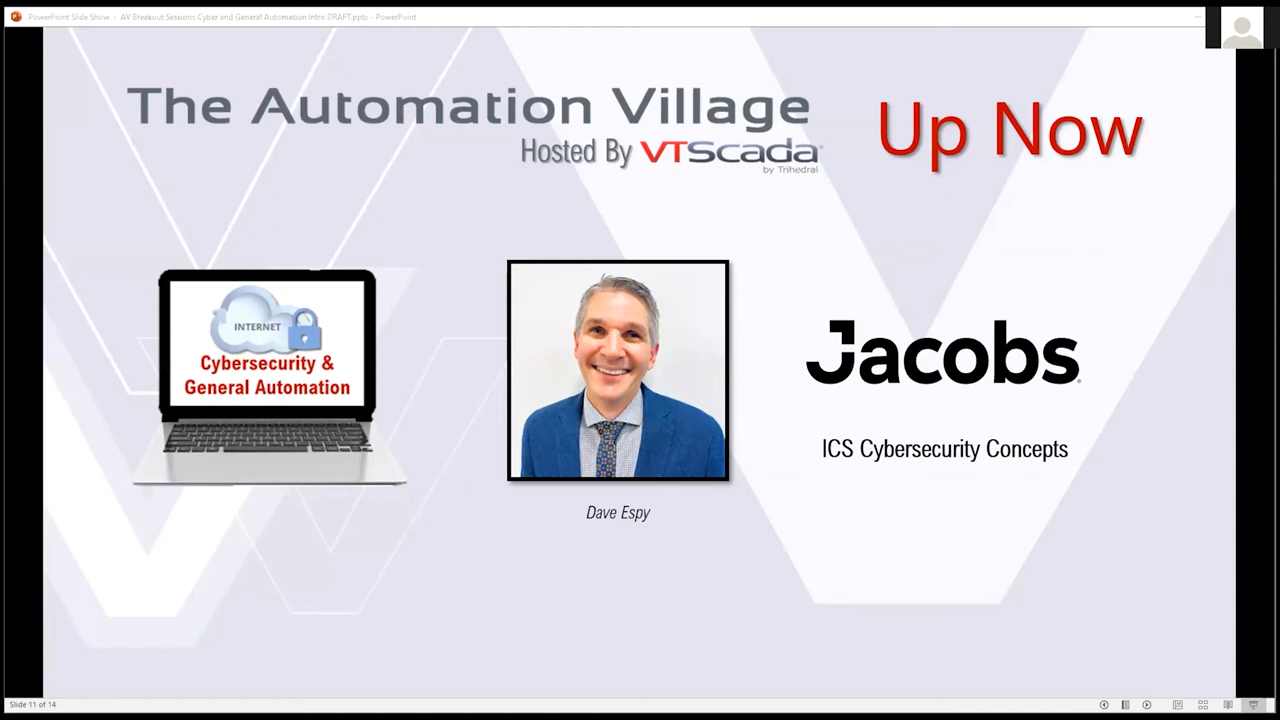 PowerPoint Slide Show - AV Breakout Sessions Cyber and General Automation Intro DRAFT.pptx - PowerPoint
The Automation Village
Hosted By VTScada
by Trihedral
Up Now
INTERNET
Cybersecurity &
General Automation
Jacobs
ICS Cybersecurity Concepts
Dave Espy
Slide 11 of 14